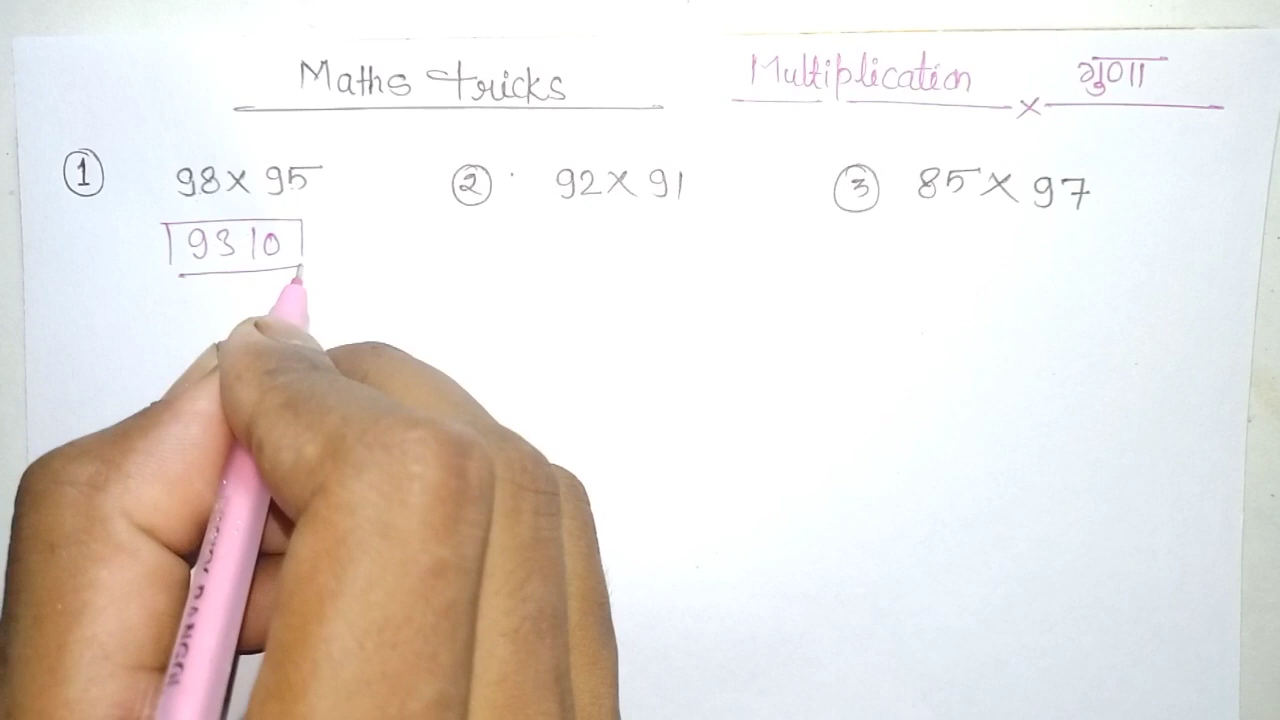 Maths Tricks Multiplication × गुणा
① 98 × 95 ② 92 × 91 ③ 85 × 97
9310